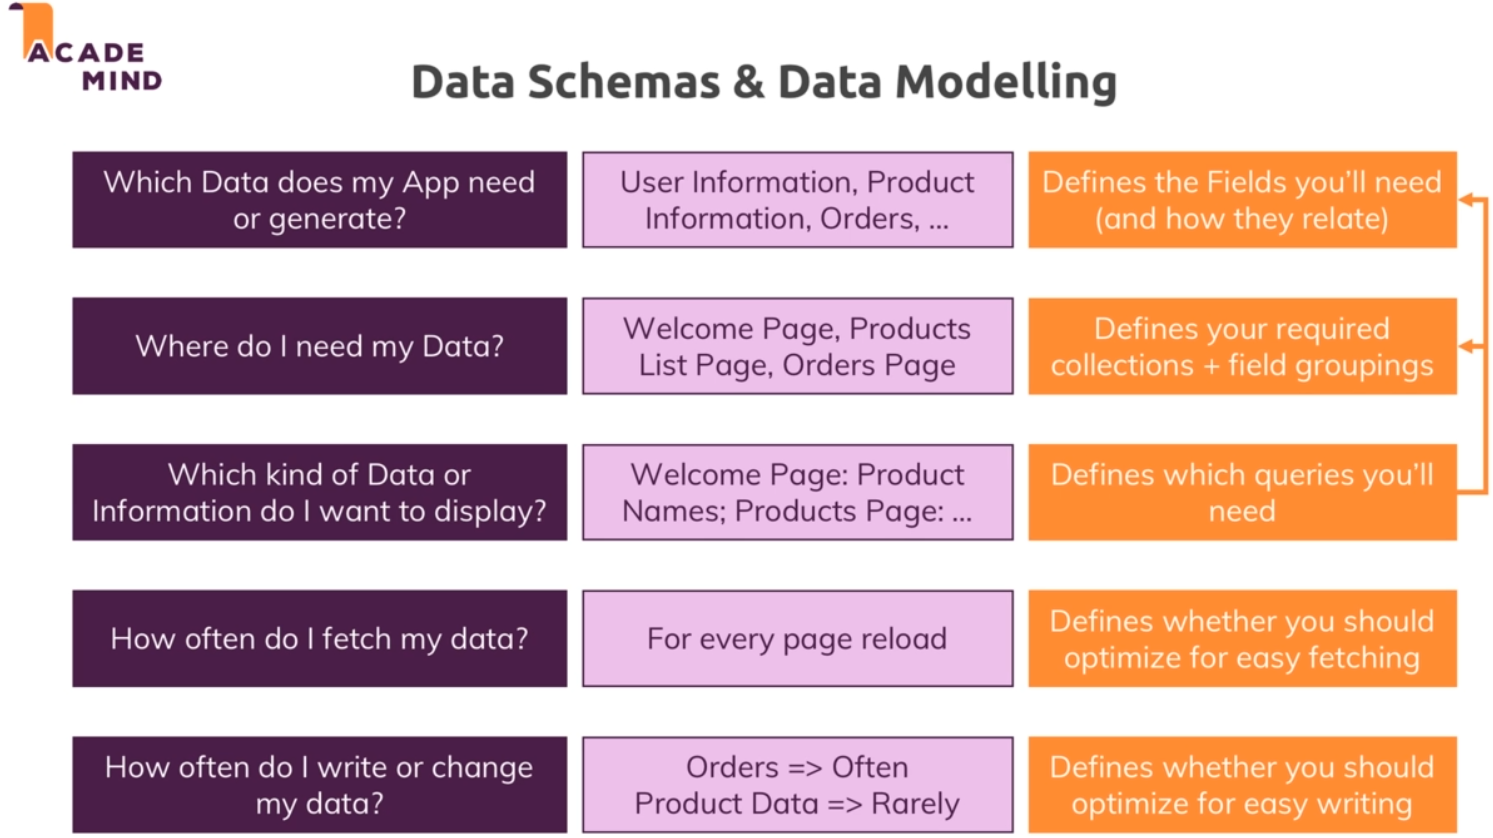 ACADE
MIND
Data Schemas & Data Modelling
Which Data does my App need
or generate?
User Information, Product
Information, Orders, ...
Defines the Fields you'll need
(and how they relate)
Where do I need my Data?
Welcome Page, Products
List Page, Orders Page
Defines your required
collections + field groupings
Which kind of Data or
Information do I want to display?
Welcome Page: Product
Names; Products Page: ...
Defines which queries you'll
need
How often do I fetch my data?
For every page reload
Defines whether you should
optimize for easy fetching
How often do I write or change
my data?
Orders => Often
Product Data => Rarely
Defines whether you should
optimize for easy writing